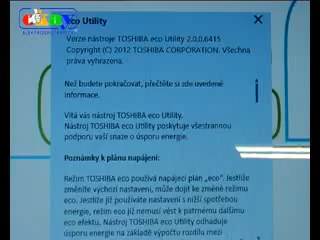 eco Utility
Verze nástroje TOSHIBA eco Utility 2.0.0.6415
Copyright (C) 2012 TOSHIBA CORPORATION. Všechna
práva vyhrazena.
Než budete pokračovat, přečtěte si zde uvedené
informace.
Vítá vás nástroj TOSHIBA eco Utility.
Nástroj TOSHIBA eco Utility poskytuje všestrannou
podporu vaší snaze o úsporu energie.
Poznámky k plánu napájení:
Režim TOSHIBA eco používá napájecí plán „eco“. Jestliže
změníte výchozí nastavení, může dojít ke změně režimu
eco. Jestliže již používáte nastavení s nižší spotřebou
energie, režim eco již nemusí vést k patrnému dalšímu
eco efektu. Nástroj TOSHIBA eco Utility odhaduje
úsporu energie na základě výpočtu rozdílu mezi